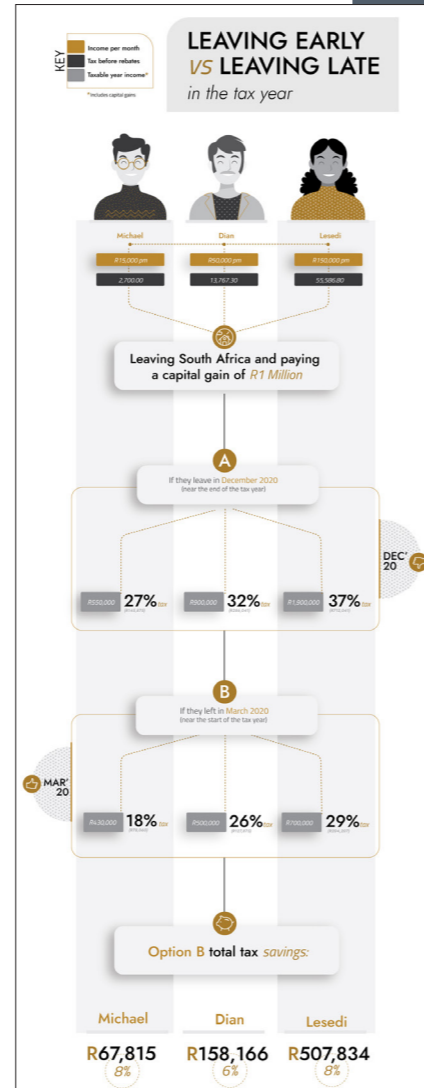 KEY
Income per month
Tax before rebates
Taxable year income*
*Includes capital gains
LEAVING EARLY
VS LEAVING LATE
in the tax year
Michael
Dian
Lesedi
R15,000 pm
R50,000 pm
R150,000 pm
2,700.00
13,767.30
55,586.80
Leaving South Africa and paying
a capital gain of R1 Million
A
If they leave in December 2020
(near the end of the tax year)
DEC'
20
R550,000
27% tax
R900,000
32% tax
R1,900,000
37% tax
B
If they left in March 2020
(near the start of the tax year)
MAR'
20
R430,000
18% tax
R500,000
26% tax
R700,000
29% tax
Option B total tax savings:
Michael
Dian
Lesedi
R67,815
R158,166
R507,834
8%
6%
8%